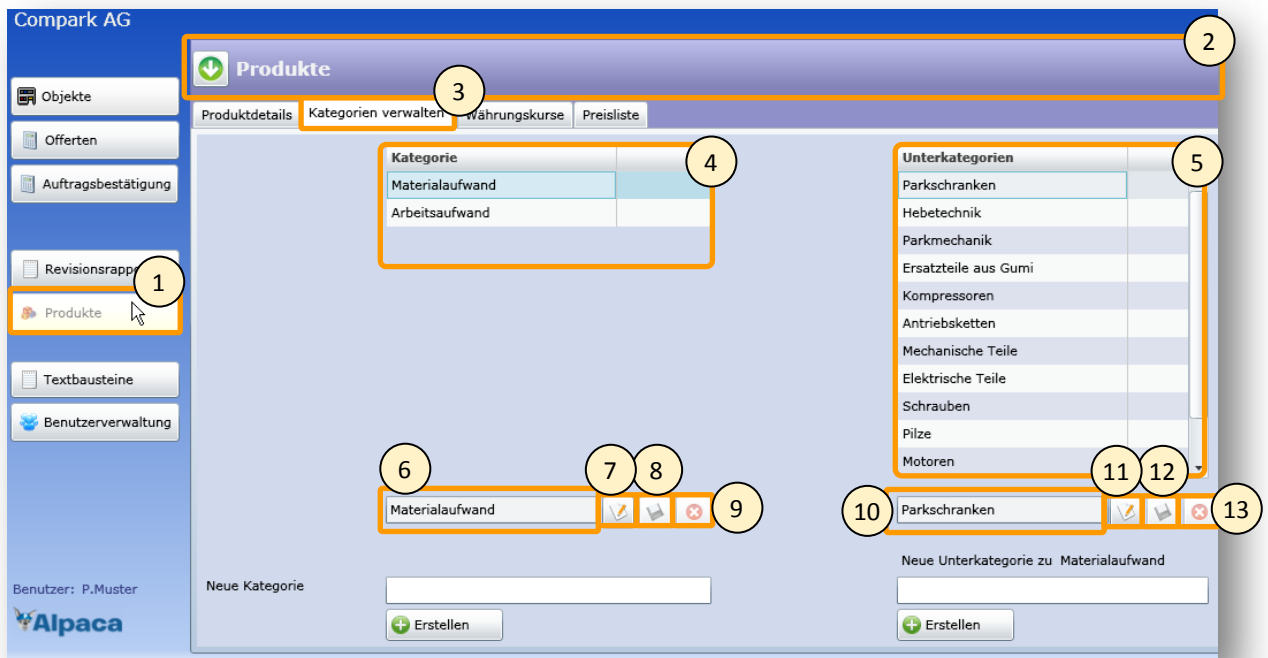 Compark AG
2
Produkte
3
Objekte
Produktdetails Kategorien verwalten Währungskurse Preisliste
Offerten
Kategorie 4 Unterkategorien 5
Auftragsbestätigung Materialaufwand Parkschranken
Arbeitsaufwand Hebetechnik
Parkmechanik
Revisionsrapp 1 Ersatzteile aus Gumi
Kompressoren
Produkte
Antriebsketten
Mechanische Teile
Textbausteine Elektrische Teile
Schrauben
Benutzerverwaltung
Pilze
Motoren
6 7 8 11 12
Materialaufwand 9 10 Parkschranken 13
Neue Unterkategorie zu Materialaufwand
Benutzer: P.Muster Neue Kategorie
Alpaca Erstellen Erstellen